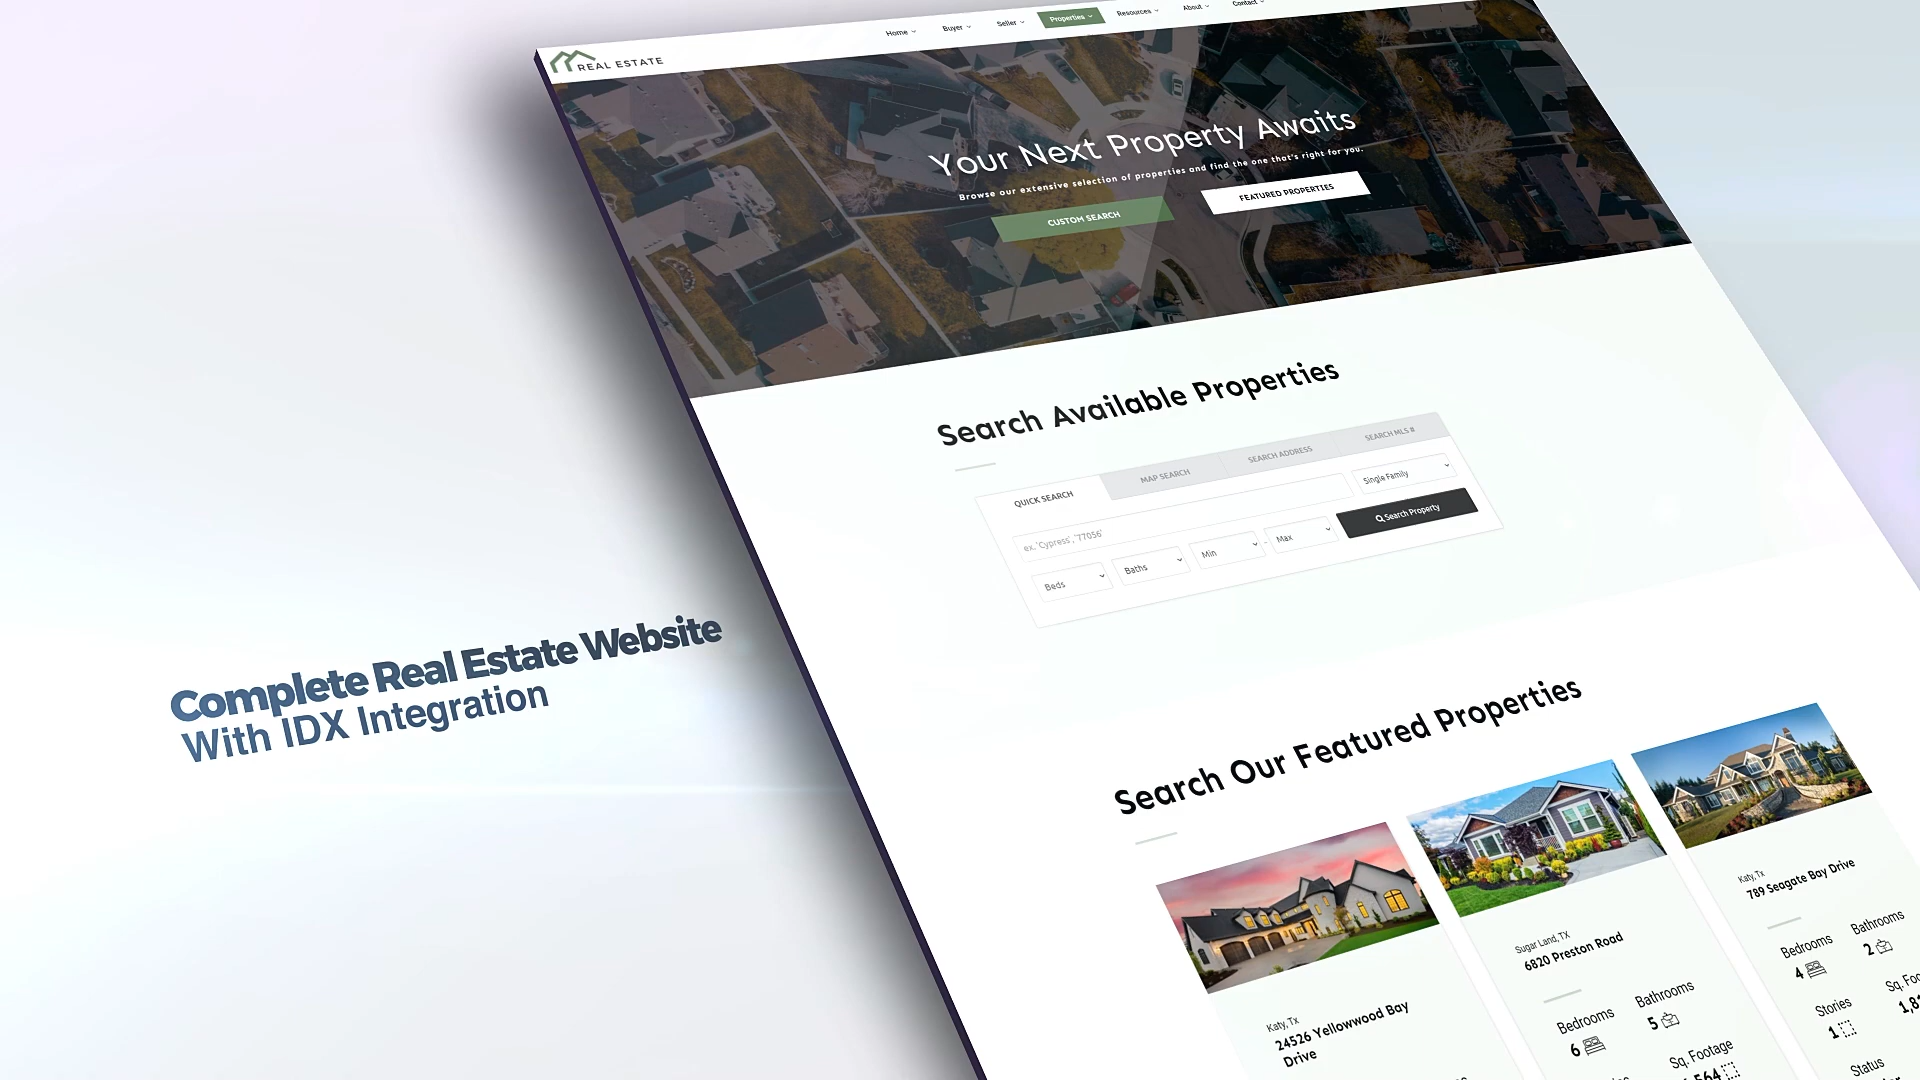 Home
Buyer
Seller
Properties
Resources
About
Contact
REAL ESTATE
Your Next Property Awaits
Browse our extensive selection of properties and find the one that's right for you.
CUSTOM SEARCH
FEATURED PROPERTIES
Search Available Properties
QUICK SEARCH
MAP SEARCH
SEARCH ADDRESS
SEARCH MLS #
ex. 'Cypress', '77056'
Single Family
Beds
Baths
Min
-
Max
Search Property
Complete Real Estate Website
With IDX Integration
Search Our Featured Properties
Katy, Tx
24526 Yellowwood Bay
Drive
Sugar Land, TX
6820 Preston Road
Bedrooms
6
Bathrooms
5
Sq. Footage
Katy, Tx
789 Seagate Bay Drive
Bedrooms
4
Bathrooms
2
Stories
1
Status